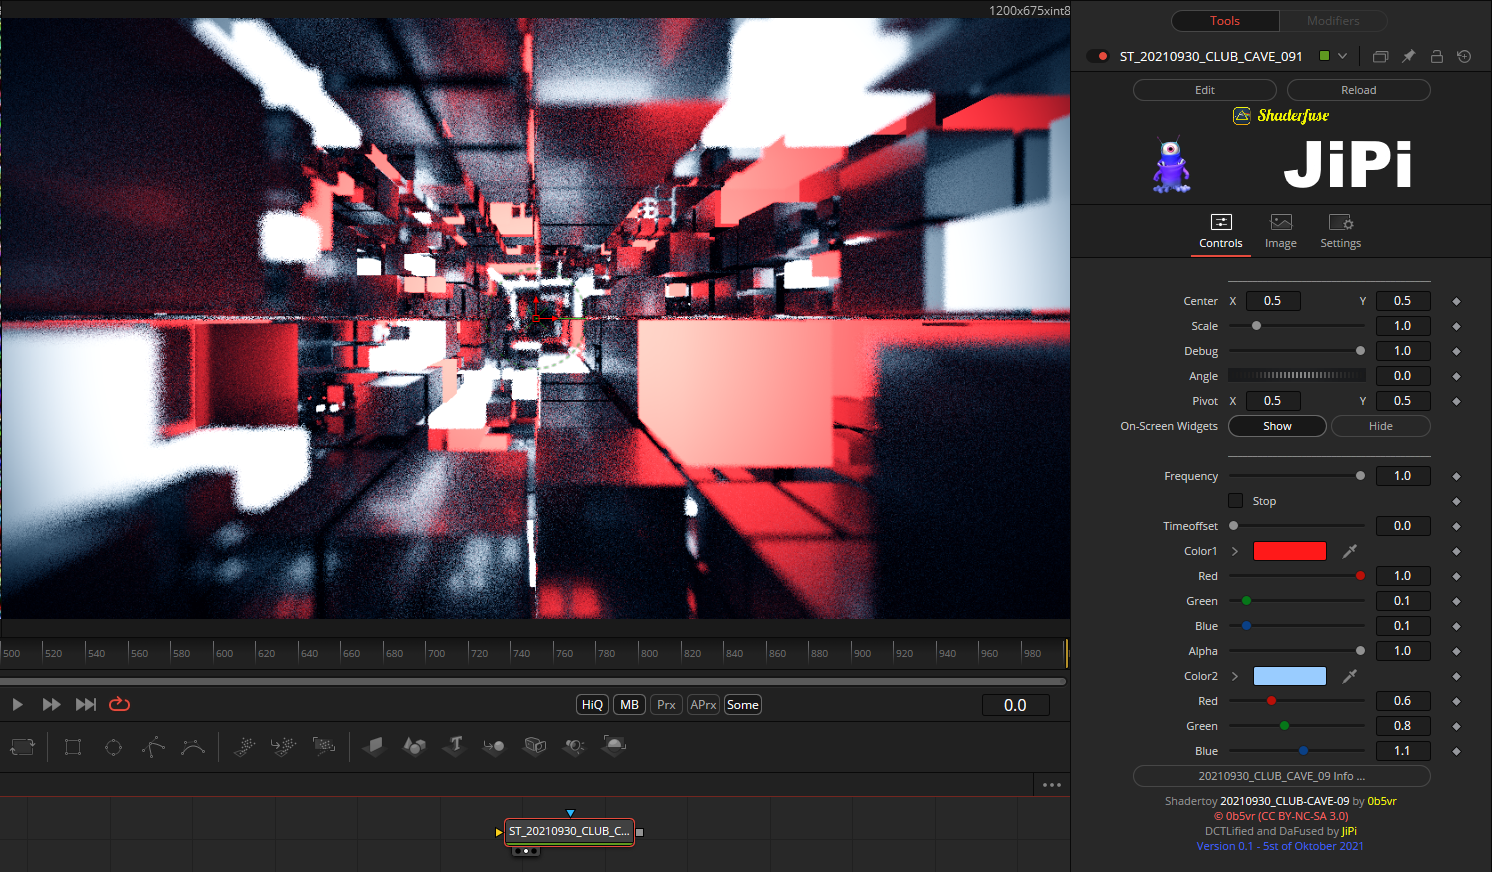 1200x675xint8
Tools
Modifiers
ST_20210930_CLUB_CAVE_091
Edit
Reload
Shaderfuse
JiPi
Controls
Image
Settings
Center X 0.5 Y 0.5
Scale 1.0
Debug 1.0
Angle 0.0
Pivot X 0.5 Y 0.5
On-Screen Widgets Show Hide
Frequency 1.0
Stop
Timeoffset 0.0
Color1
Red 1.0
Green 0.1
Blue 0.1
Alpha 1.0
Color2
Red 0.6
Green 0.8
Blue 1.1
20210930_CLUB_CAVE_09 Info ...
Shadertoy 20210930_CLUB-CAVE-09 by 0b5vr
© 0b5vr (CC BY-NC-SA 3.0)
DCTLified and DaFused by JiPi
Version 0.1 - 5st of Oktober 2021
500 520 540 560 580 600 620 640 660 680 700 720 740 760 780 800 820 840 860 880 900 920 940 960 980
HiQ MB Prx APrx Some
0.0
T
ST_20210930_CLUB_C...